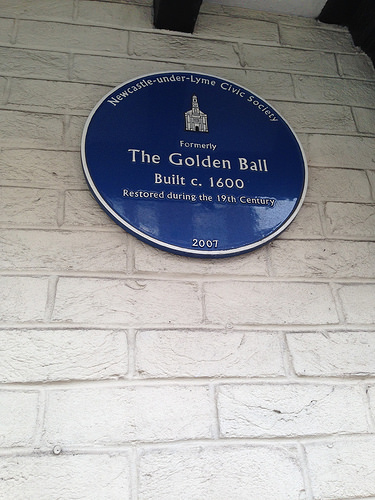 Newcastle-under-Lyme Civic Society
Formerly
The Golden Ball
Built c. 1600
Restored during the 19th Century
2007